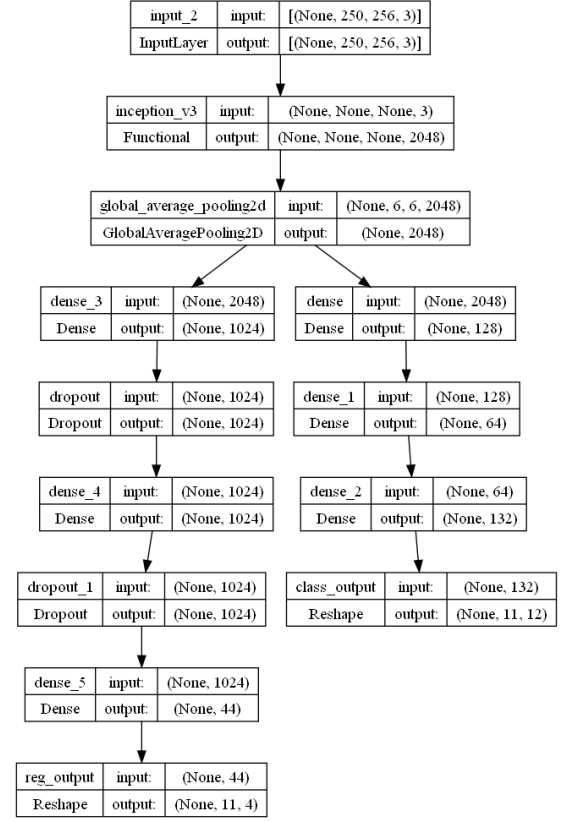 input_2 input: [(None, 250, 256, 3)]
InputLayer output: [(None, 250, 256, 3)]
inception_v3 input: (None, None, None, 3)
Functional output: (None, None, None, 2048)
global_average_pooling2d input: (None, 6, 6, 2048)
GlobalAveragePooling2D output: (None, 2048)
dense_3 input: (None, 2048)
Dense output: (None, 1024)
dense input: (None, 2048)
Dense output: (None, 128)
dropout input: (None, 1024)
Dropout output: (None, 1024)
dense_1 input: (None, 128)
Dense output: (None, 64)
dense_4 input: (None, 1024)
Dense output: (None, 1024)
dense_2 input: (None, 64)
Dense output: (None, 132)
dropout_1 input: (None, 1024)
Dropout output: (None, 1024)
class_output input: (None, 132)
Reshape output: (None, 11, 12)
dense_5 input: (None, 1024)
Dense output: (None, 44)
reg_output input: (None, 44)
Reshape output: (None, 11, 4)